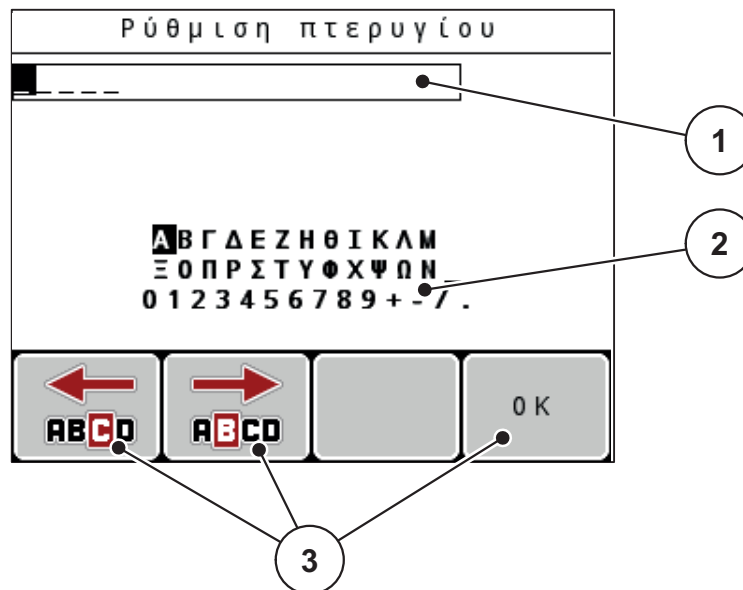 Ρύθμιση πτερυγίου
_ _ _ _ _
1
ΑΒΓΔΕΖΗΘΙΚΛΜ
ΞΟΠΡΣΤΥΦΧΨΩΝ_
0123456789+-/.
2
ABCD
ABCD
OK
3